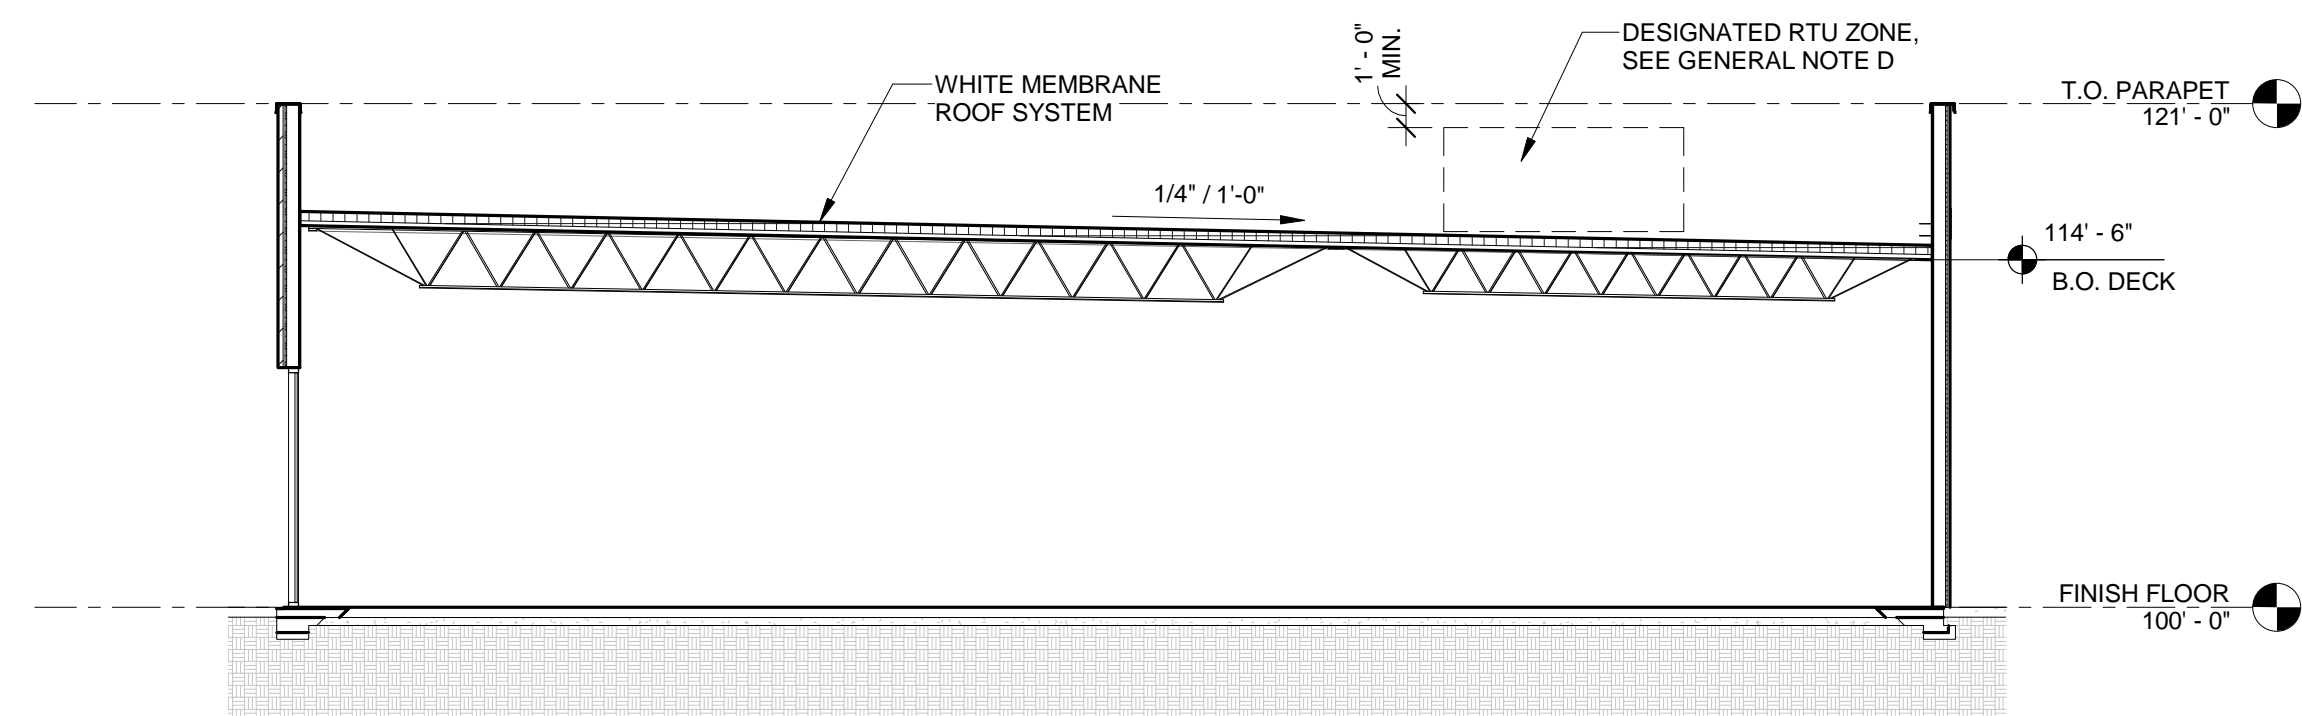 1' - 0"
MIN.
DESIGNATED RTU ZONE,
SEE GENERAL NOTE D
WHITE MEMBRANE
ROOF SYSTEM
T.O. PARAPET
121' - 0"
1/4" / 1'-0"
114' - 6"
B.O. DECK
FINISH FLOOR
100' - 0"